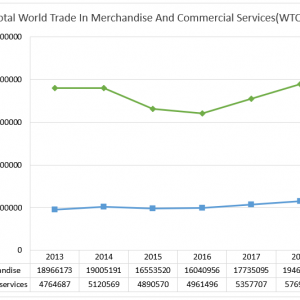 otal World Trade In Merchandise And Commercial Services(WTO
000000
000000
000000
000000
0
2013 2014 2015 2016 2017 20
ndise 18966173 19005191 16553520 16040956 17735095 1946
services 4764687 5120569 4890570 4961496 5357707 576